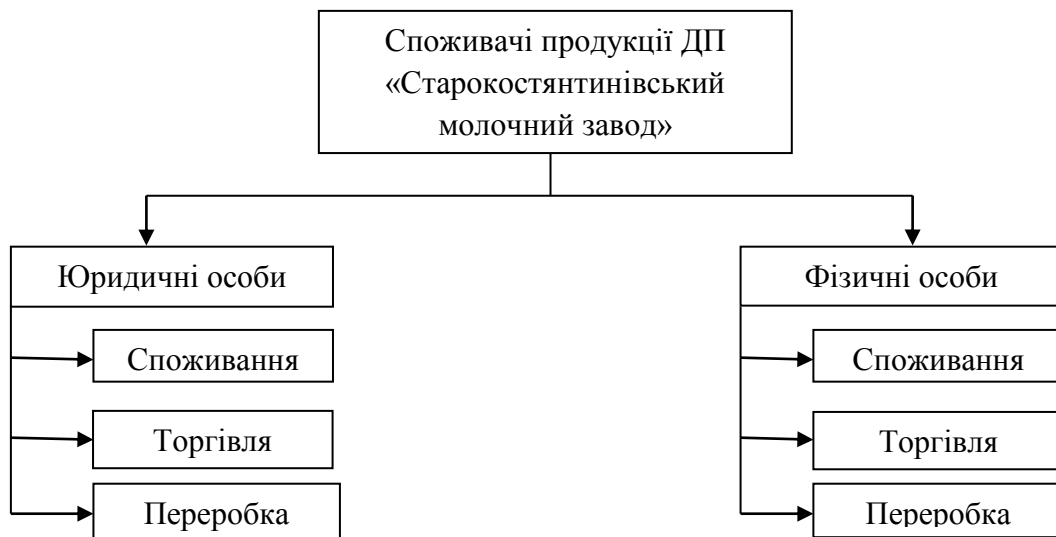 Споживачі продукції ДП
«Старокостянтинівський
молочний завод»
Юридичні особи
Споживання
Торгівля
Переробка
Фізичні особи
Споживання
Торгівля
Переробка